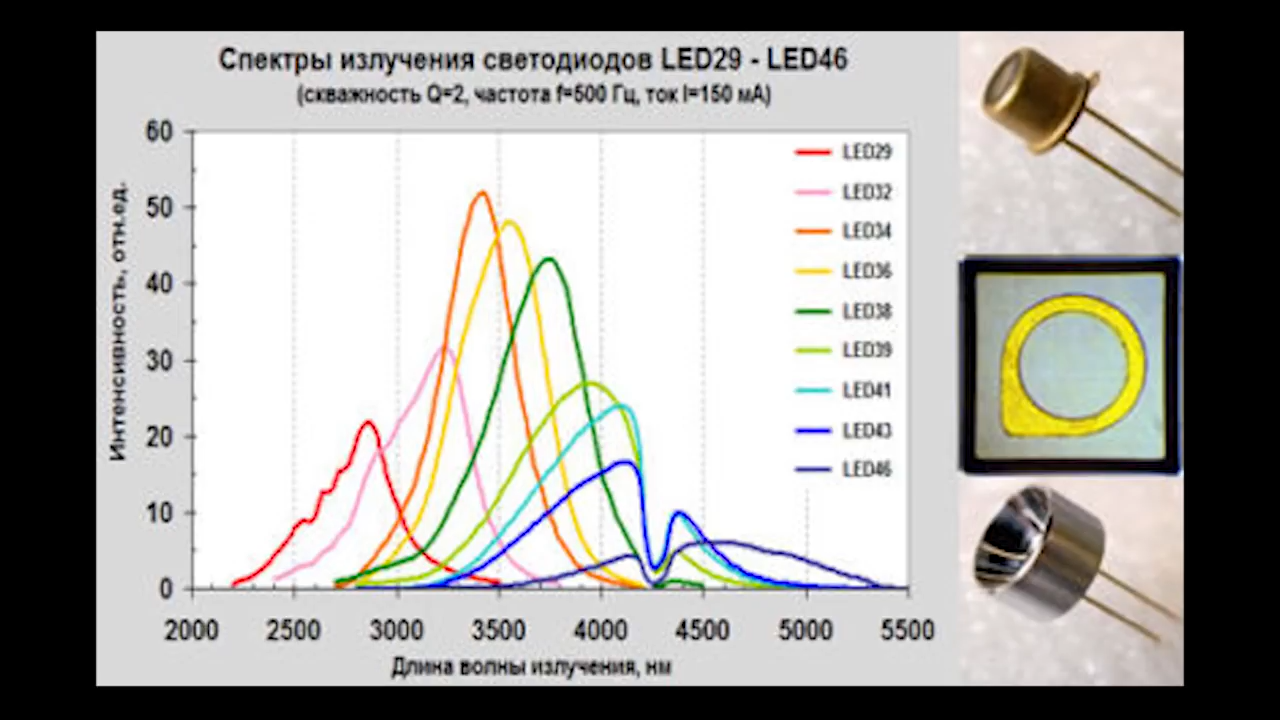 Спектры излучения светодиодов LED29 - LED46
(скважность Q=2, частота f=500 Гц, ток I=150 мА)
Интенсивность, отн.ед.
60
50
40
30
20
10
0
LED29
LED32
LED34
LED36
LED38
LED39
LED41
LED43
LED46
2000 2500 3000 3500 4000 4500 5000 5500
Длина волны излучения, нм